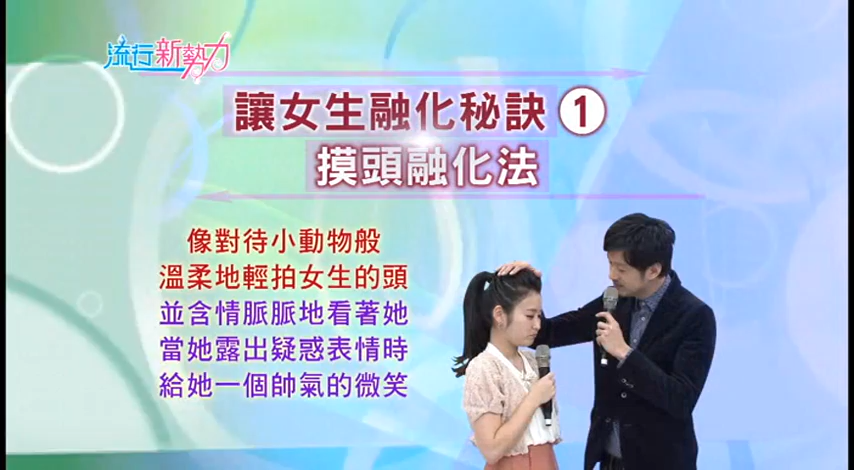 流行新勢力
讓女生融化秘訣①
摸頭融化法
像對待小動物般
溫柔地輕拍女生的頭
並含情脈脈地看著她
當她露出疑惑表情時
給她一個帥氣的微笑